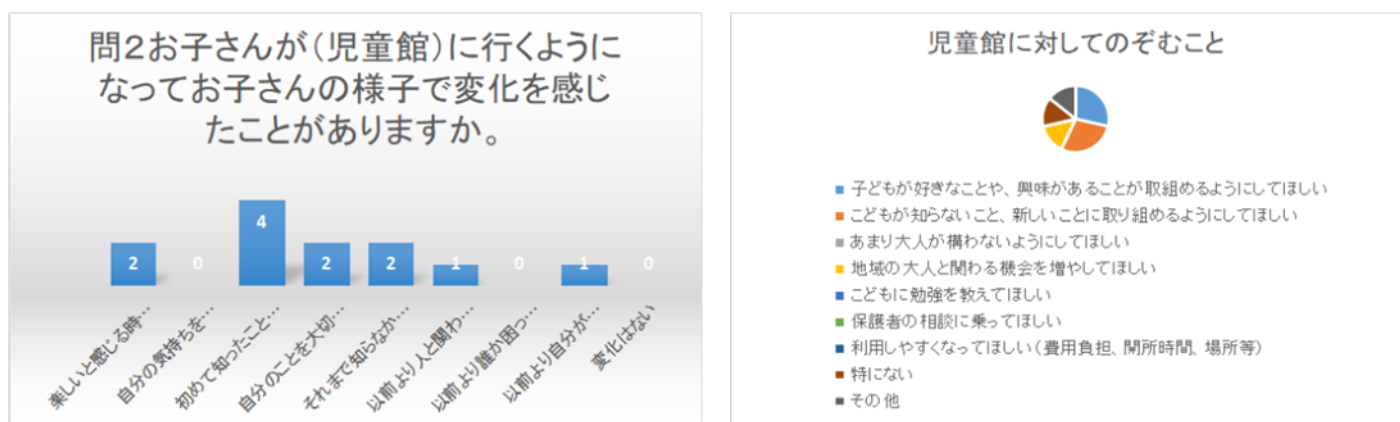 問2お子さんが(児童館)に行くように
なってお子さんの様子で変化を感じ
たことがありますか。
2
0
4
2
2
1
0
1
0
楽しいと感じる時…
自分の気持ちを…
初めて知ったこと…
自分のことを大切…
それまで知らなか…
以前より人と関わ…
以前より誰か困っ…
以前より自分が…
変化はない
児童館に対してのぞむこと
子どもが好きなことや、興味があることが取組めるようにしてほしい
こどもが知らないこと、新しいことに取り組めるようにしてほしい
あまり大人が構わないようにしてほしい
地域の大人と関わる機会を増やしてほしい
こどもに勉強を教えてほしい
保護者の相談に乗ってほしい
利用しやすくなってほしい(費用負担、開所時間、場所等)
特にない
その他